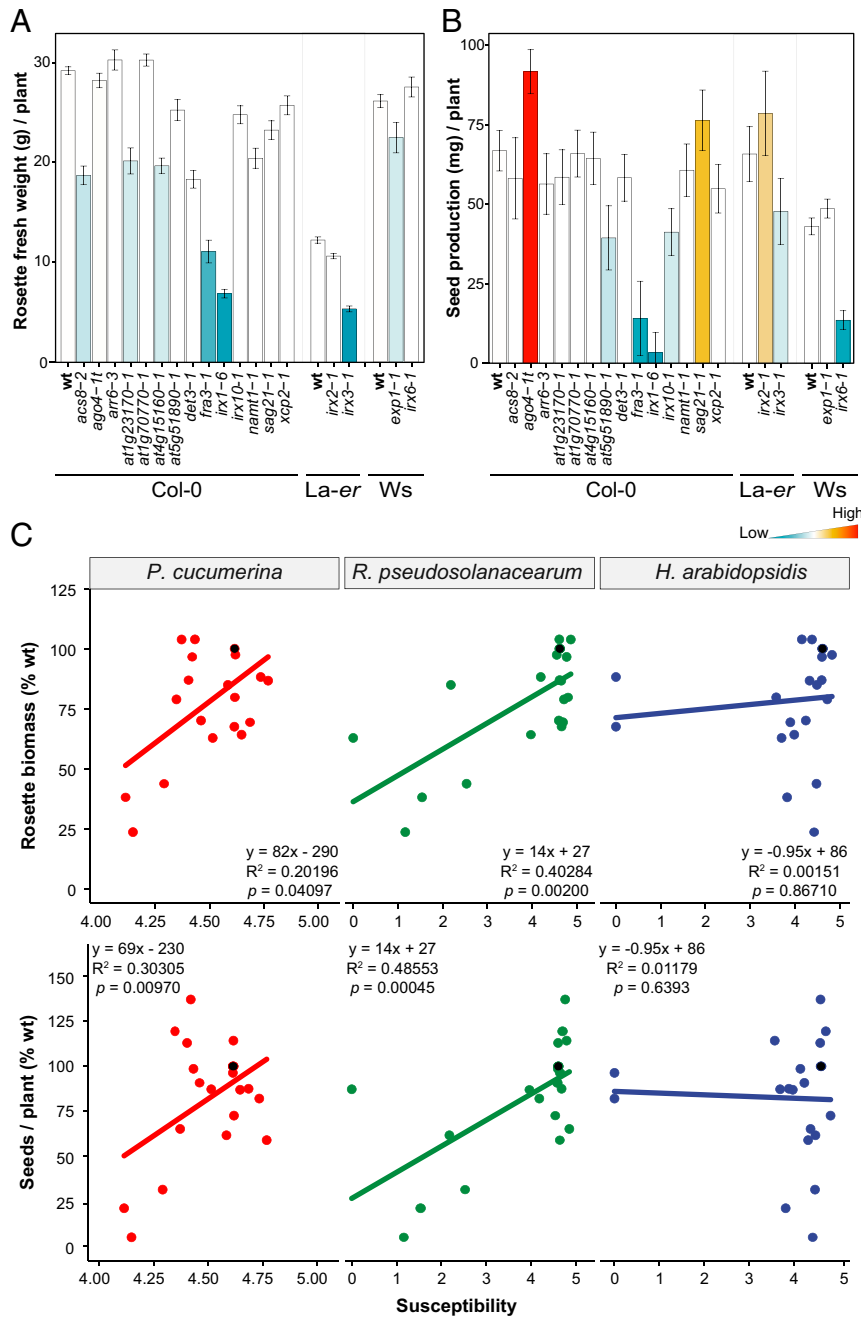 A
B
Rosette fresh weight (g) / plant
30
20
10
0
wt
acs8-2
ago4-1t
arr6-3
at1g23170-1
at1g70770-1
at4g15160-1
at5g51890-1
det3-1
fra3-1
irx1-6
irx10-1
namt1-1
sag21-1
xcp2-1
wt
irx2-1
irx3-1
wt
exp1-1
irx6-1
Col-0
La-er
Ws
Seed production (mg) / plant
100
75
50
25
0
wt
acs8-2
ago4-1t
arr6-3
at1g23170-1
at1g70770-1
at4g15160-1
at5g51890-1
det3-1
fra3-1
irx1-6
irx10-1
namt1-1
sag21-1
xcp2-1
wt
irx2-1
irx3-1
wt
exp1-1
irx6-1
Col-0
La-er
Ws
High
Low
C
P. cucumerina
R. pseudosolanacearum
H. arabidopsidis
Rosette biomass (% wt)
125
100
75
50
25
0
y = 82x - 290
R² = 0.20196
p = 0.04097
y = 14x + 27
R² = 0.40284
p = 0.00200
y = -0.95x + 86
R² = 0.00151
p = 0.86710
4.00 4.25 4.50 4.75 5.00
0 1 2 3 4 5
0 1 2 3 4 5
Seeds / plant (% wt)
150
125
100
75
50
25
0
y = 69x - 230
R² = 0.30305
p = 0.00970
y = 14x + 27
R² = 0.48553
p = 0.00045
y = -0.95x + 86
R² = 0.01179
p = 0.6393
4.00 4.25 4.50 4.75 5.00
0 1 2 3 4 5
0 1 2 3 4 5
Susceptibility